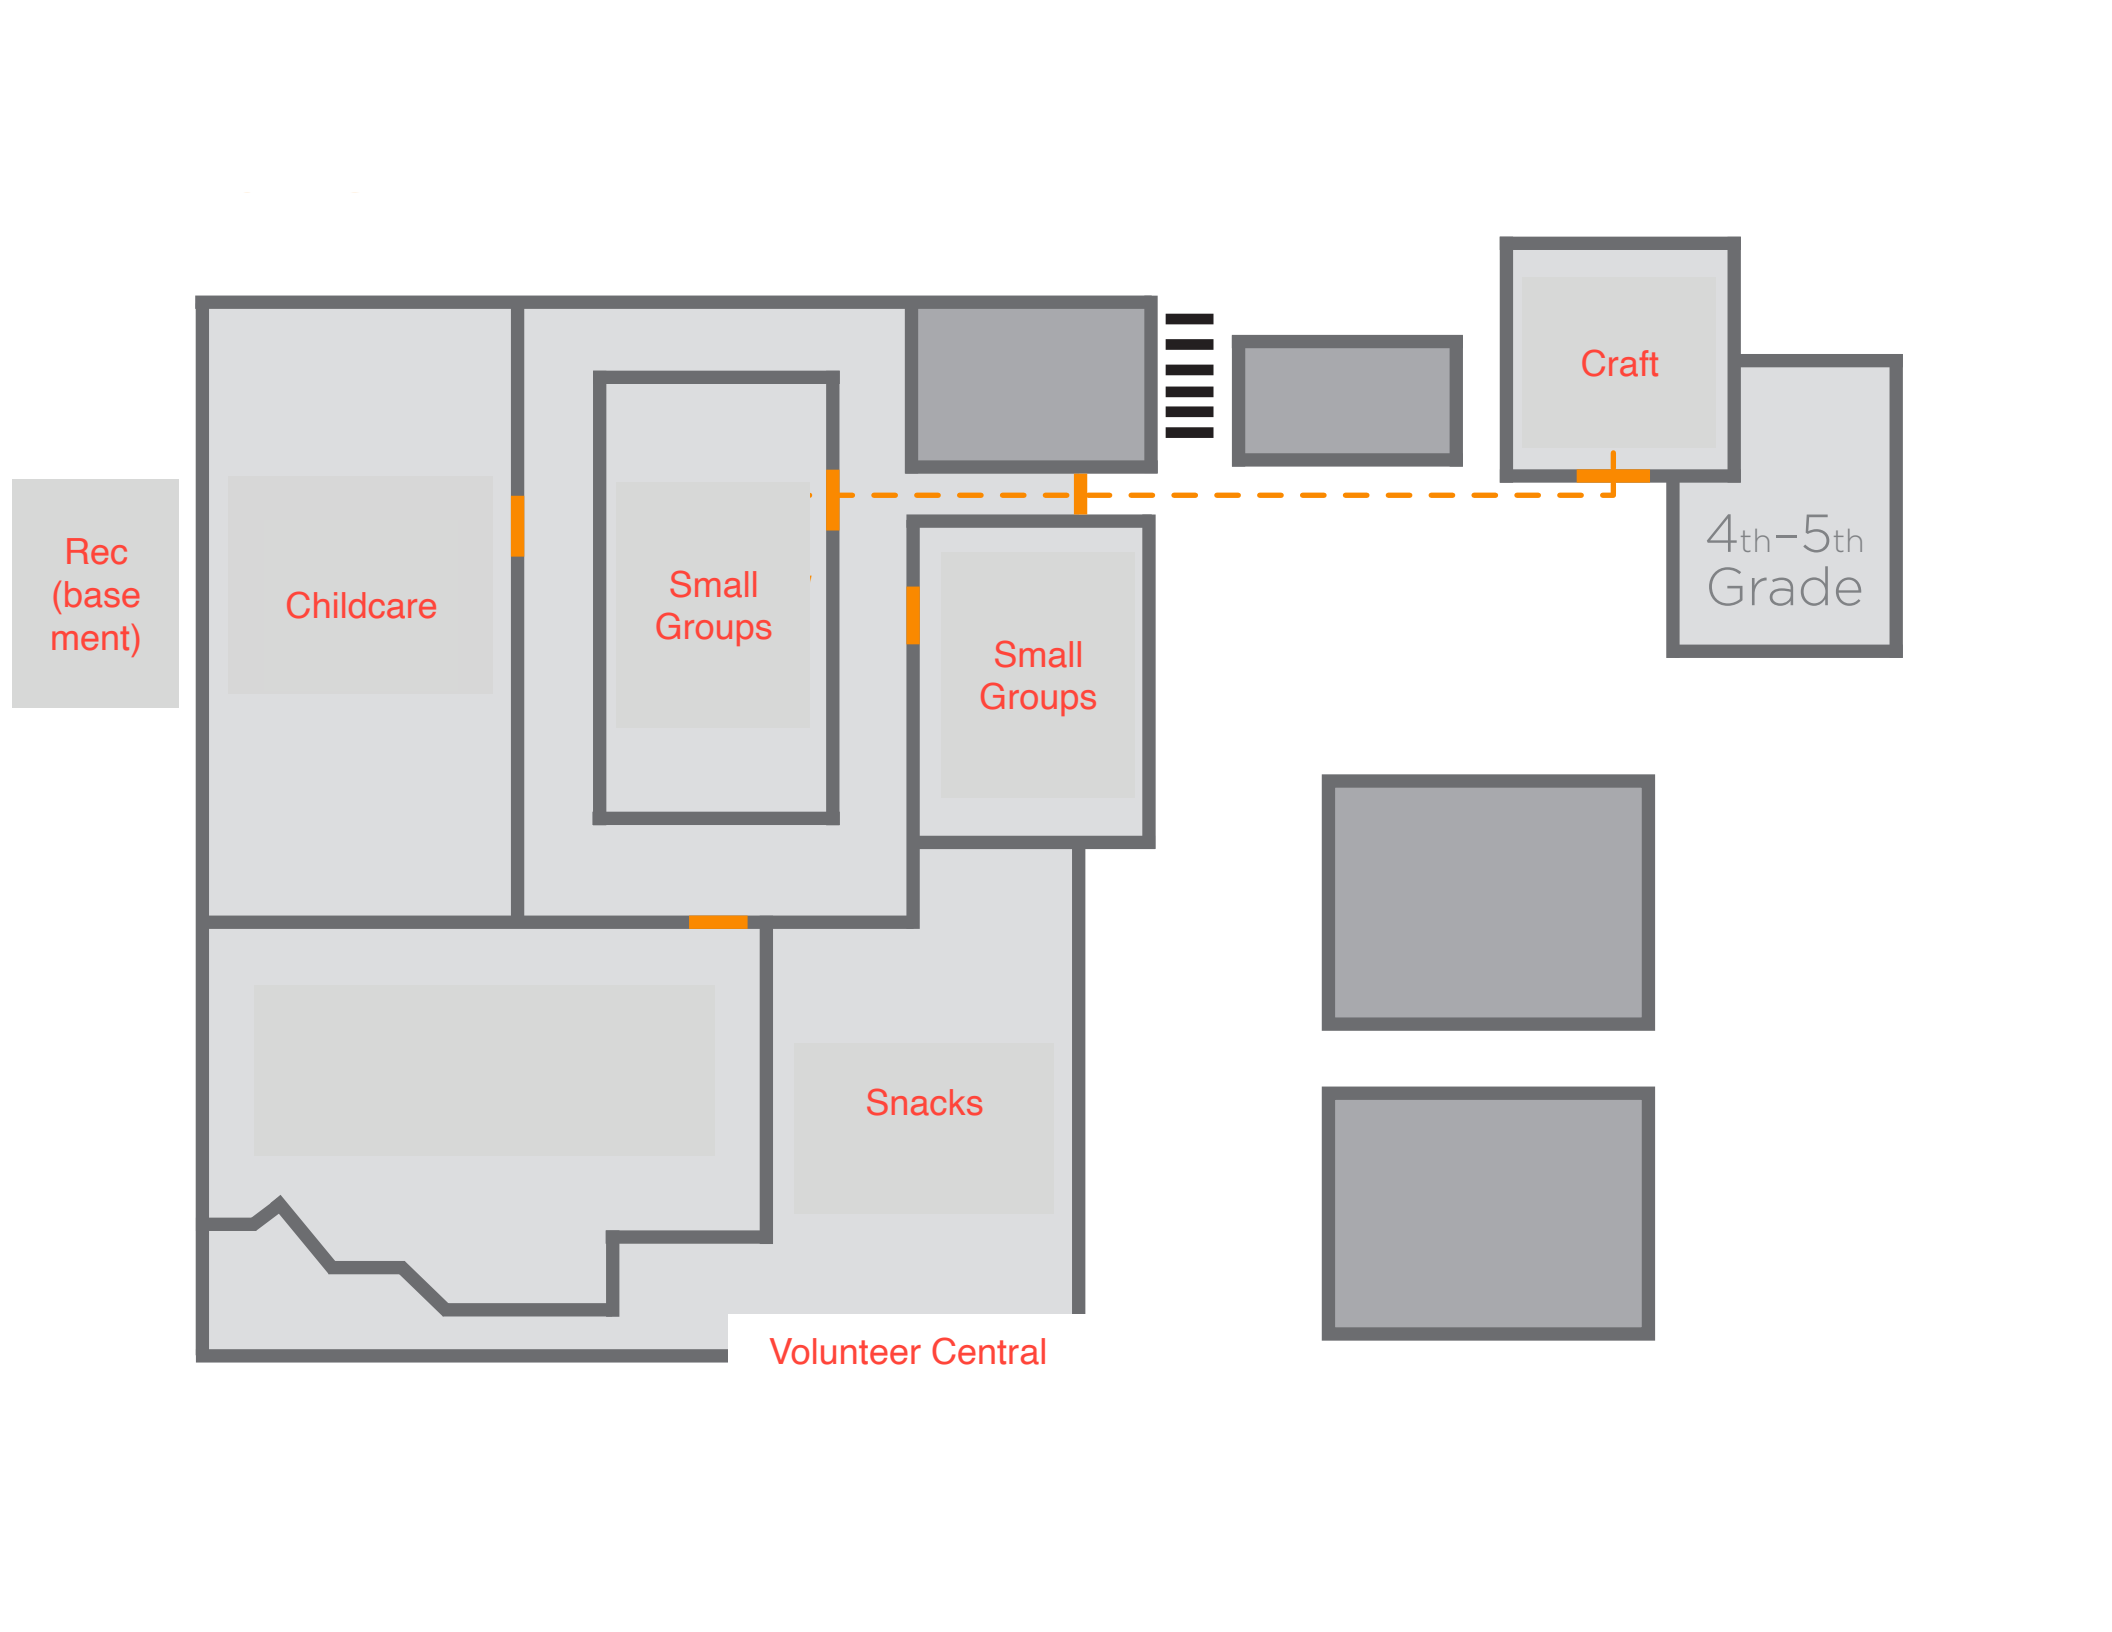 Craft
4th-5th
Grade
Rec
(base
ment)
Childcare
Small
Groups
Small
Groups
Snacks
Volunteer Central